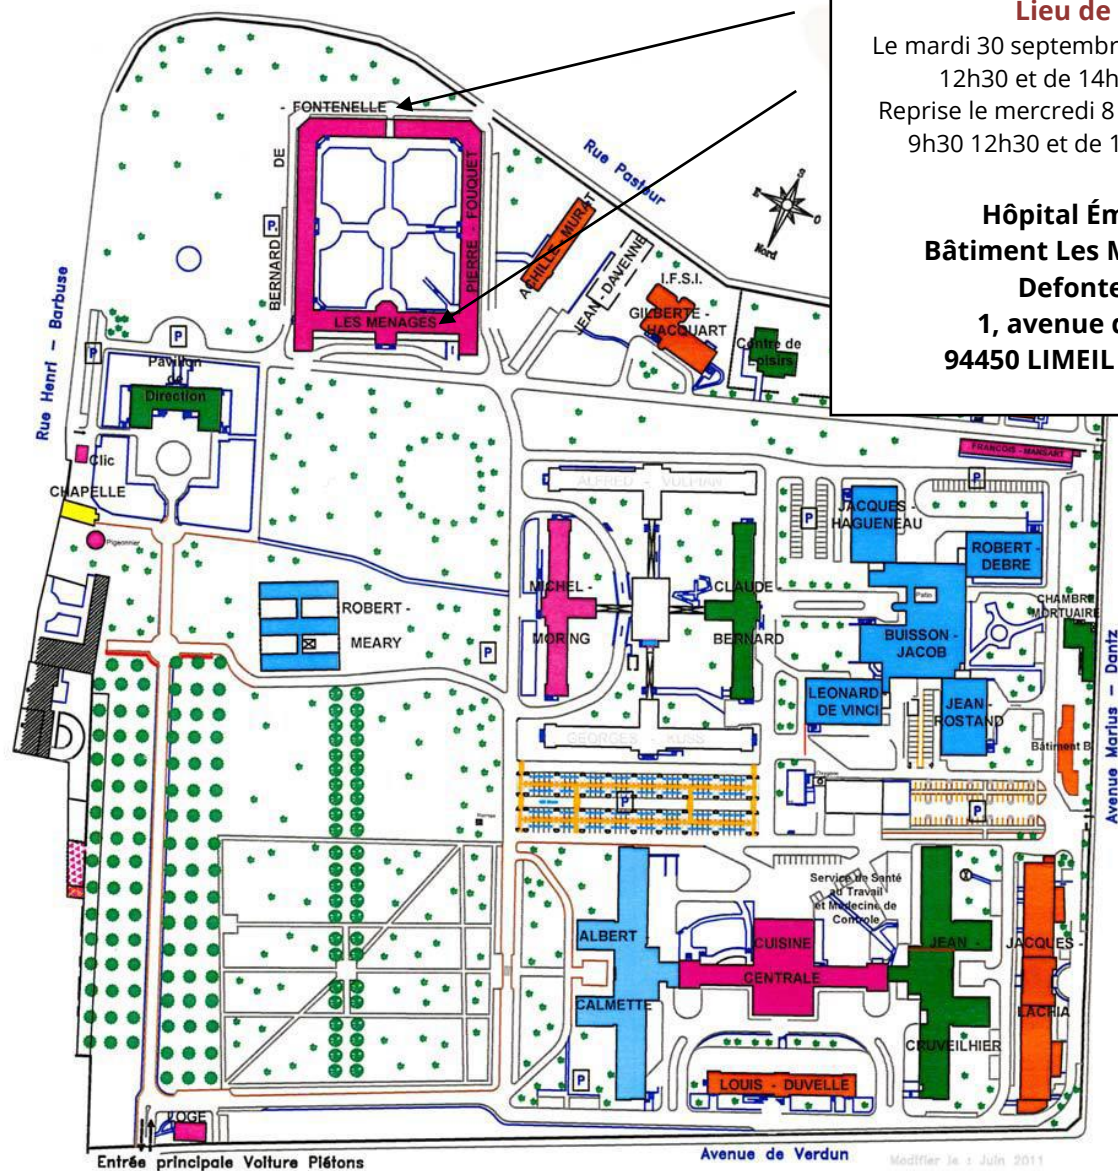 Lieu de
Le mardi 30 septembr
12h30 et de 14h
Reprise le mercredi 8
9h30 12h30 et de 1
Hôpital Ém
Bâtiment Les M
Defonte
1, avenue d
94450 LIMEIL
- FONTENELLE
BERNARD DE
PIERRE - FOUQUET
LES MENAGES
P
Rue Pasteur
S
E
O
Nord
ACHILLE - MURAT
JEAN - DAVENNE
I.F.S.I.
GILBERTE -
HACQUART
Centre de
Loisirs
Rue Henri - Barbuse
P
P
Pavillon
de
Direction
Clic
CHAPELLE
Pigeonnier
FRANCOIS - MANSART
P
ALFRED - VULPIAN
P
JACQUES -
HAGUENEAU
ROBERT -
DEBRE
MICHEL -
MORING
CLAUDE -
BERNARD
Patio
CHAMBRE
MORTUAIRE
ROBERT -
MEARY
P
BUISSON -
JACOB
LEONARD -
DE VINCI
JEAN -
ROSTAND
GEORGES - KUSS
Bâtiment B
Avenue Marius - Dantz
P
P
Service de Santé
au Travail
et Médecine de
Controle
ALBERT
CALMETTE
CUISINE
CENTRALE
JEAN -
CRUVEILHIER
JACQUES -
LACHIA
P
LOUIS - DUVELLE
LOGE
Entrée principale Voiture Piétons
Avenue de Verdun
Modifier le : Juin 2011